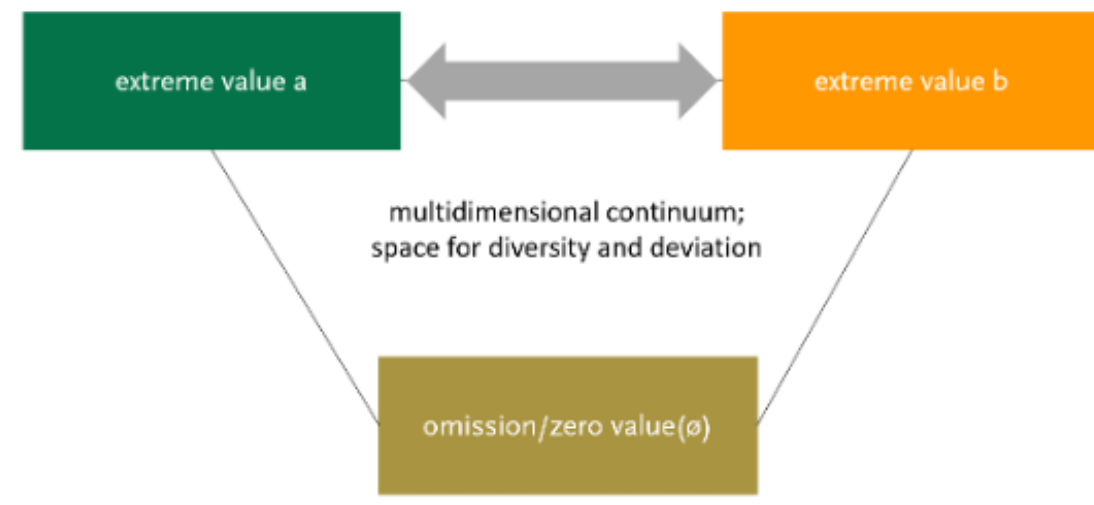 extreme value a
extreme value b
multidimensional continuum;
space for diversity and deviation
omission/zero value(ø)